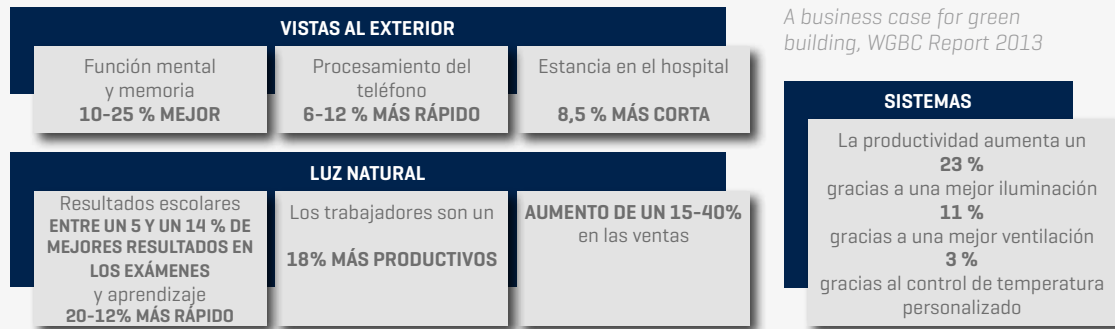 VISTAS AL EXTERIOR
Función mental
y memoria
10-25 % MEJOR
Procesamiento del
teléfono
6-12 % MÁS RÁPIDO
Estancia en el hospital
8,5 % MÁS CORTA
LUZ NATURAL
Resultados escolares
ENTRE UN 5 Y UN 14 % DE
MEJORES RESULTADOS EN
LOS EXÁMENES
y aprendizaje
20-12% MÁS RÁPIDO
Los trabajadores son un
18% MÁS PRODUCTIVOS
AUMENTO DE UN 15-40%
en las ventas
A business case for green
building, WGBC Report 2013
SISTEMAS
La productividad aumenta un
23 %
gracias a una mejor iluminación
11 %
gracias a una mejor ventilación
3 %
gracias al control de temperatura
personalizado